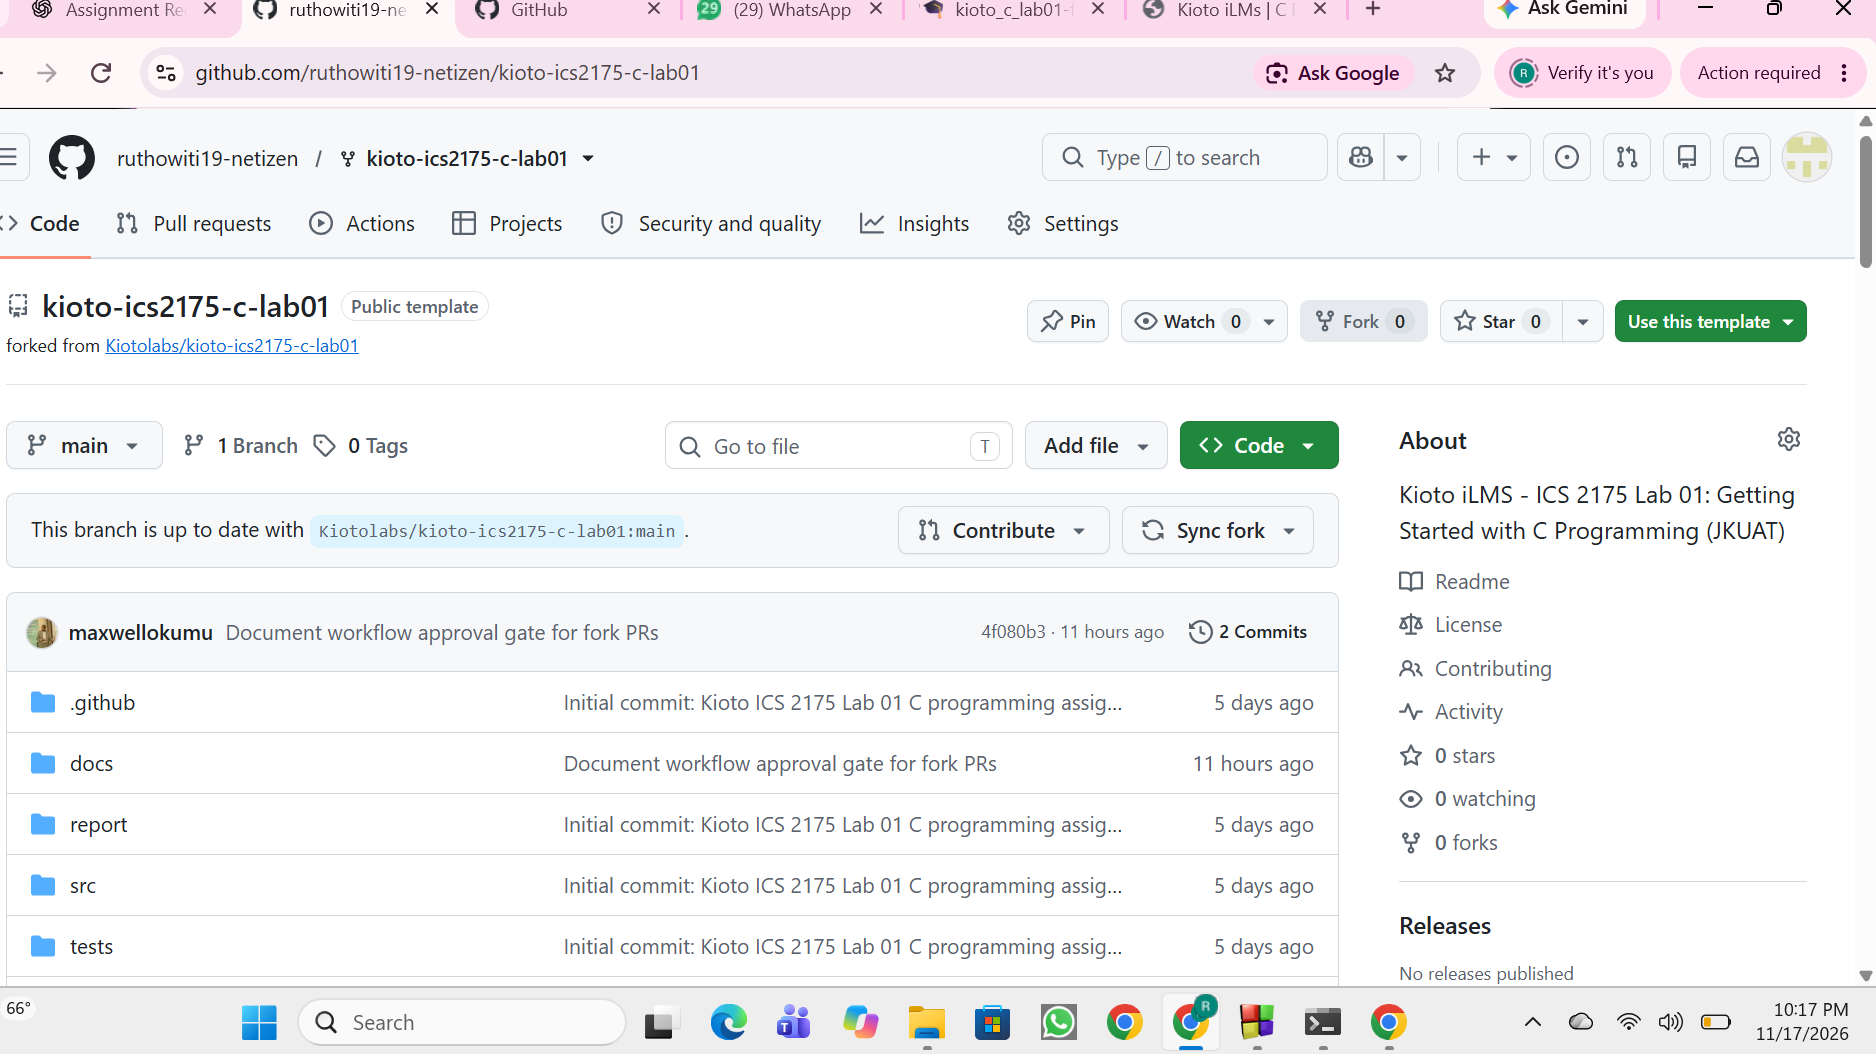 Assignment Re
ruthowiti19-ne
GitHub
29
(29) WhatsApp
kioto_c_lab01-
Kioto iLMs | C
Ask Gemini
github.com/ruthowiti19-netizen/kioto-ics2175-c-lab01
Ask Google
R
Verify it's you
Action required
ruthowiti19-netizen / kioto-ics2175-c-lab01
Type / to search
Code
Pull requests
Actions
Projects
Security and quality
Insights
Settings
kioto-ics2175-c-lab01
Public template
forked from Kiotolabs/kioto-ics2175-c-lab01
Pin
Watch 0
Fork 0
Star 0
Use this template
main
1 Branch
0 Tags
Go to file
T
Add file
Code
This branch is up to date with Kiotolabs/kioto-ics2175-c-lab01:main.
Contribute
Sync fork
maxwellokumu Document workflow approval gate for fork PRs
4f080b3 · 11 hours ago
2 Commits
.github Initial commit: Kioto ICS 2175 Lab 01 C programming assig... 5 days ago
docs Document workflow approval gate for fork PRs 11 hours ago
report Initial commit: Kioto ICS 2175 Lab 01 C programming assig... 5 days ago
src Initial commit: Kioto ICS 2175 Lab 01 C programming assig... 5 days ago
tests Initial commit: Kioto ICS 2175 Lab 01 C programming assig... 5 days ago
About
Kioto iLMS - ICS 2175 Lab 01: Getting
Started with C Programming (JKUAT)
Readme
License
Contributing
Activity
0 stars
0 watching
0 forks
Releases
No releases published
66°
Search
R
10:17 PM
11/17/2026